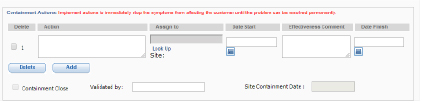 Containment Actions: Important actions to immediately stop the symptoms from affecting the customer until the problem can be resolved permanently
Delete Action Assign to Date Start Effectiveness Comment Date Finish
1
Look Up
Site:
Delete Add
Containment Close Validated by: Site Containment Date :